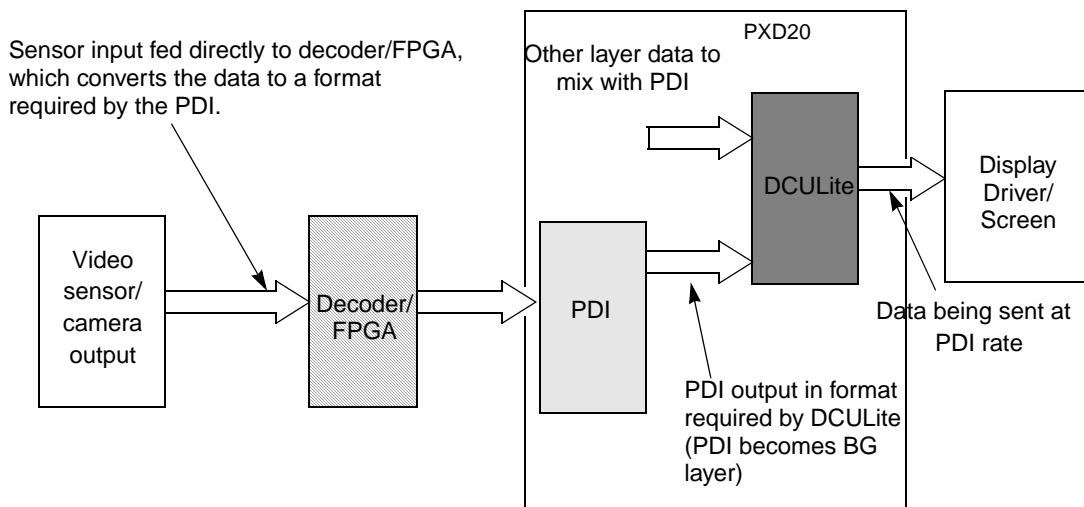 Sensor input fed directly to decoder/FPGA,
which converts the data to a format
required by the PDI.
PXD20
Other layer data to
mix with PDI
DCULite
Display
Driver/
Screen
Video
sensor/
camera
output
Decoder/
FPGA
PDI
Data being sent at
PDI rate
PDI output in format
required by DCULite
(PDI becomes BG
layer)